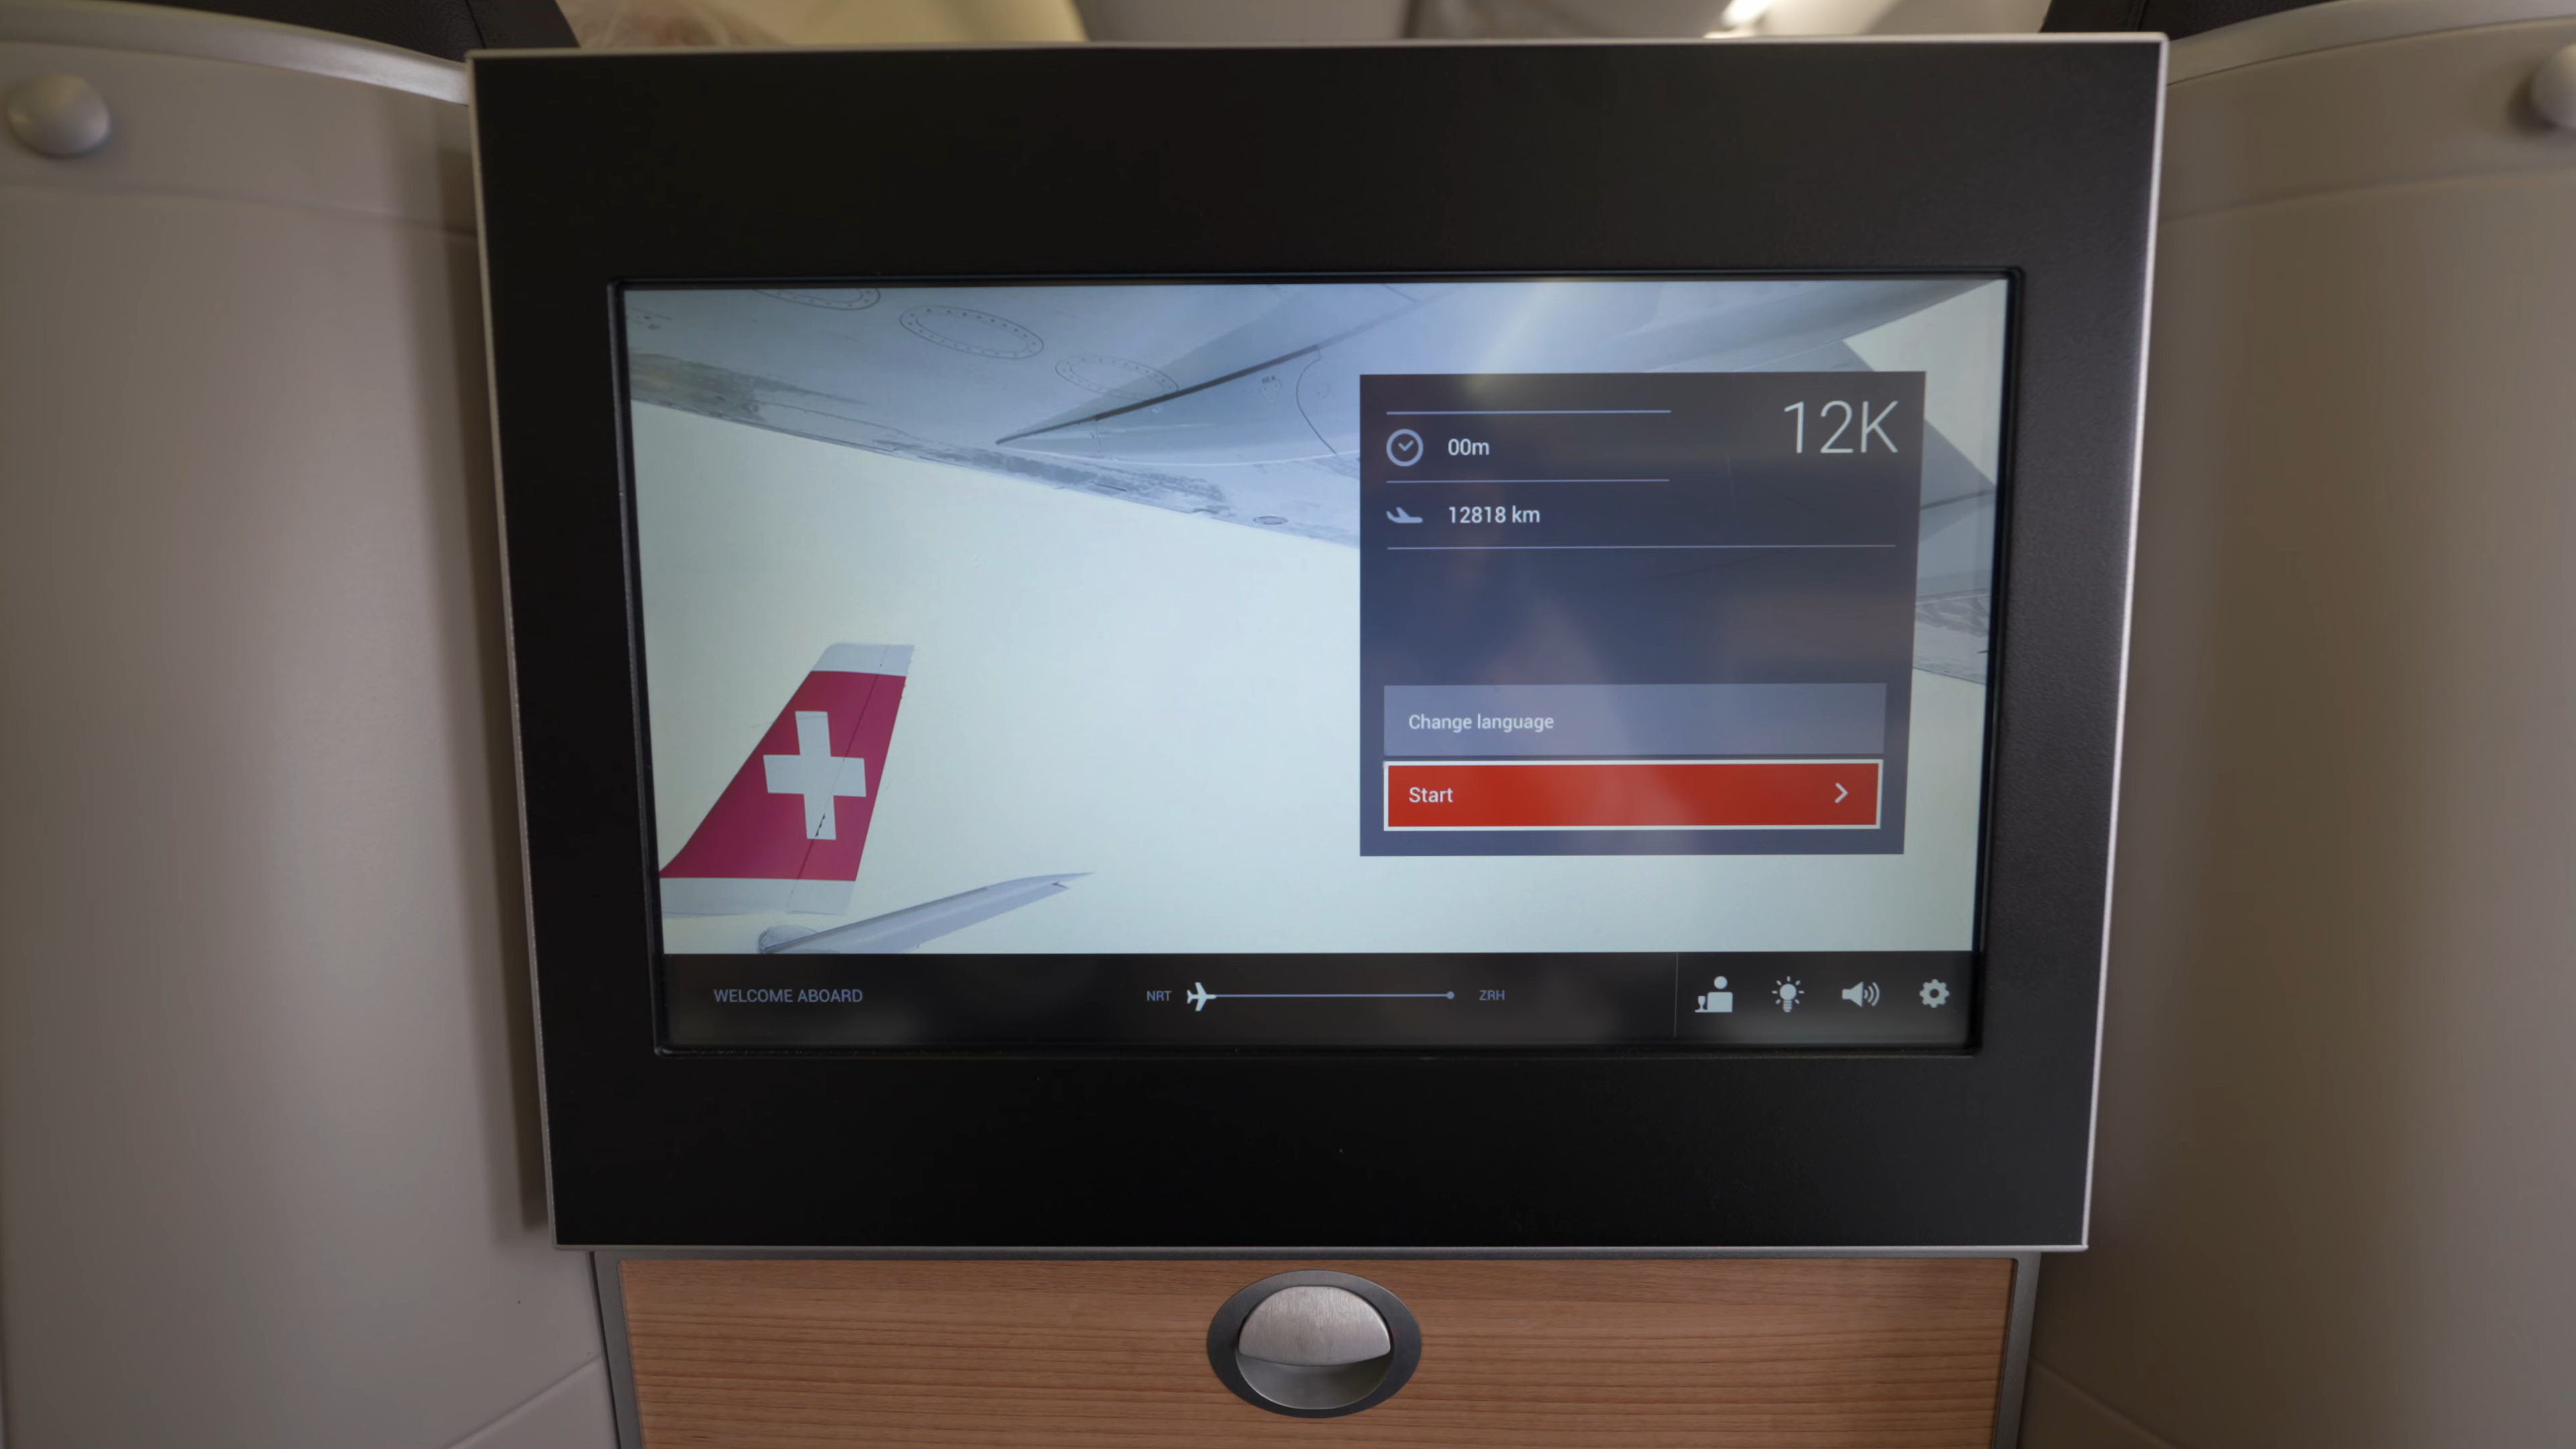 12K
00m
12818 km
Change language
Start
WELCOME ABOARD
NRT
ZRH